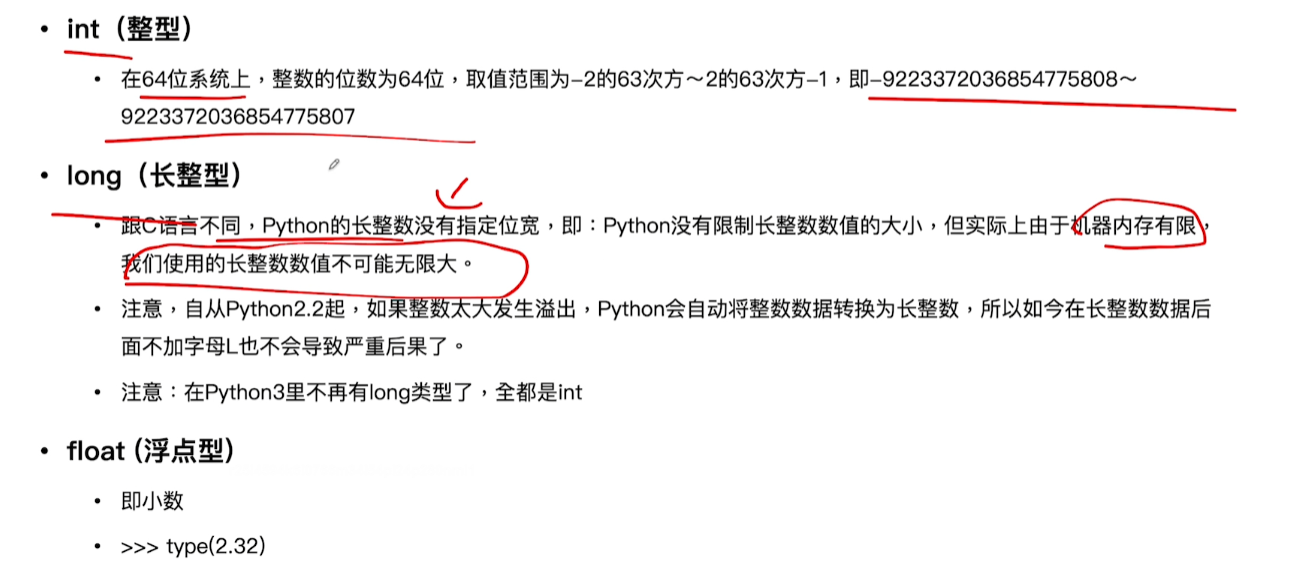 • int（整型）
• 在64位系统上，整数的位数为64位，取值范围为-2的63次方～2的63次方-1，即-9223372036854775808～
9223372036854775807
• long（长整型）
• 跟C语言不同，Python的长整数没有指定位宽，即：Python没有限制长整数数值的大小，但实际上由于机器内存有限，
我们使用的长整数数值不可能无限大。
• 注意，自从Python2.2起，如果整数太大发生溢出，Python会自动将整数数据转换为长整数，所以如今在长整数数据后
面不加字母L也不会导致严重后果了。
• 注意：在Python3里不再有long类型了，全都是int
• float (浮点型）
• 即小数
• >>> type(2.32)